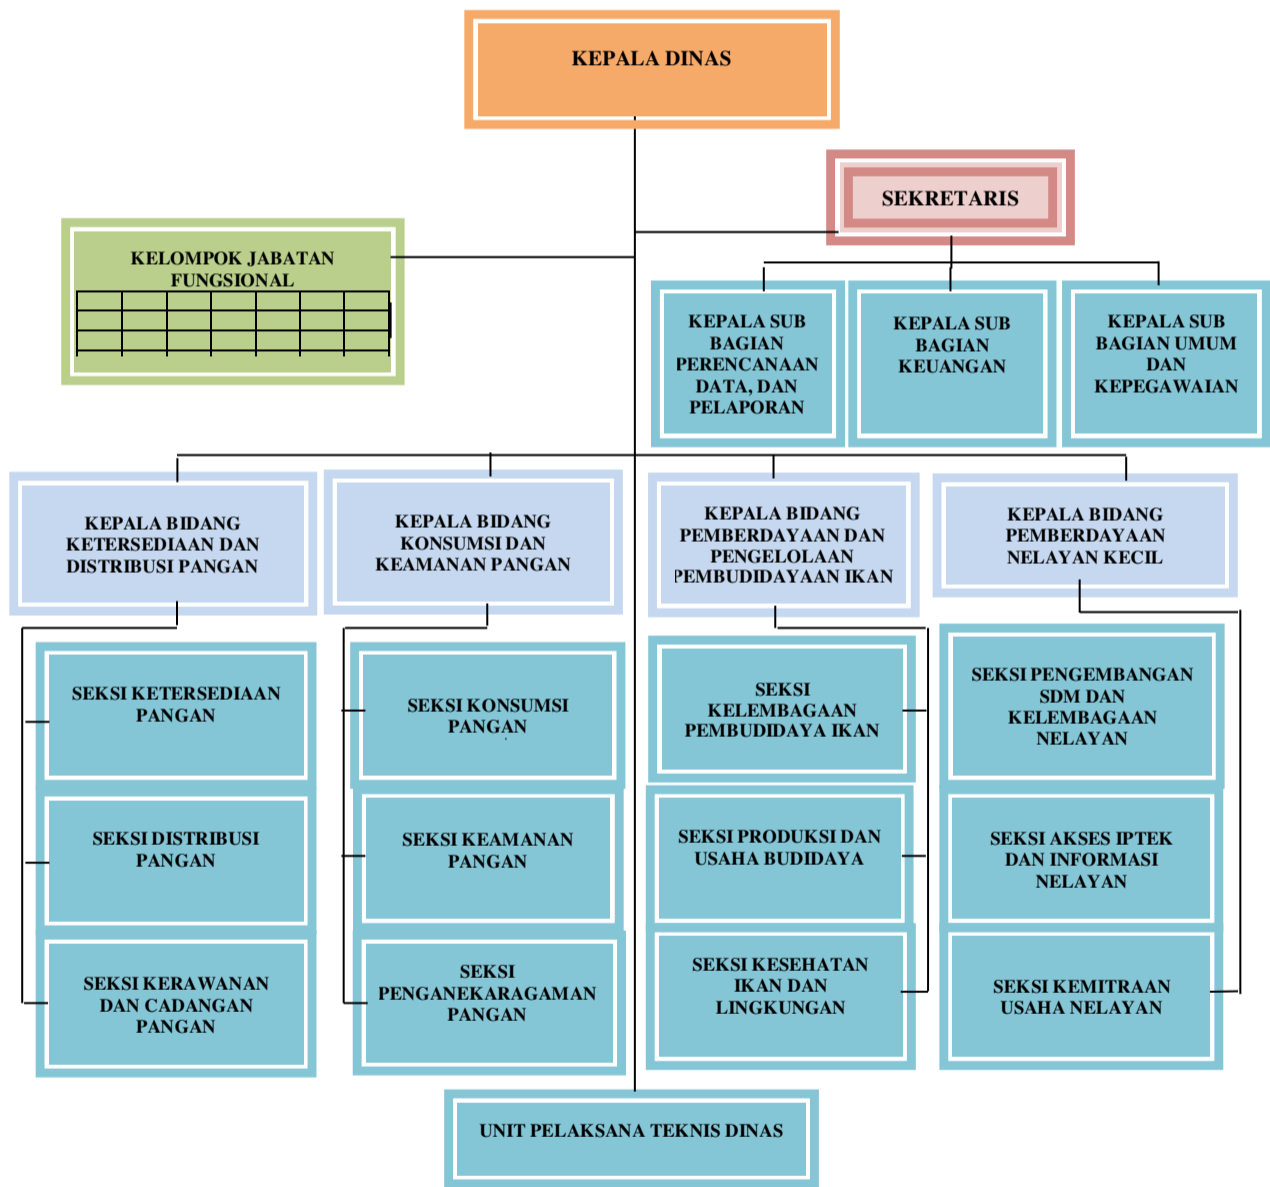 KEPALA DINAS
SEKRETARIS
KELOMPOK JABATAN
FUNGSIONAL
KEPALA SUB
BAGIAN
PERENCANAAN
DATA, DAN
PELAPORAN
KEPALA SUB
BAGIAN
KEUANGAN
KEPALA SUB
BAGIAN UMUM
DAN
KEPEGAWAIAN
KEPALA BIDANG
KETERSEDIAAN DAN
DISTRIBUSI PANGAN
KEPALA BIDANG
KONSUMSI DAN
KEAMANAN PANGAN
KEPALA BIDANG
PEMBERDAYAAN DAN
PENGELOLAAN
PEMBUDIDAYAAN IKAN
KEPALA BIDANG
PEMBERDAYAAN
NELAYAN KECIL
SEKSI KETERSEDIAAN
PANGAN
SEKSI KONSUMSI
PANGAN
SEKSI
KELEMBAGAAN
PEMBUDIDAYA IKAN
SEKSI PENGEMBANGAN
SDM DAN
KELEMBAGAAN
NELAYAN
SEKSI DISTRIBUSI
PANGAN
SEKSI KEAMANAN
PANGAN
SEKSI PRODUKSI DAN
USAHA BUDIDAYA
SEKSI AKSES IPTEK
DAN INFORMASI
NELAYAN
SEKSI KERAWANAN
DAN CADANGAN
PANGAN
SEKSI
PENGANEKARAGAMAN
PANGAN
SEKSI KESEHATAN
IKAN DAN
LINGKUNGAN
SEKSI KEMITRAAN
USAHA NELAYAN
UNIT PELAKSANA TEKNIS DINAS